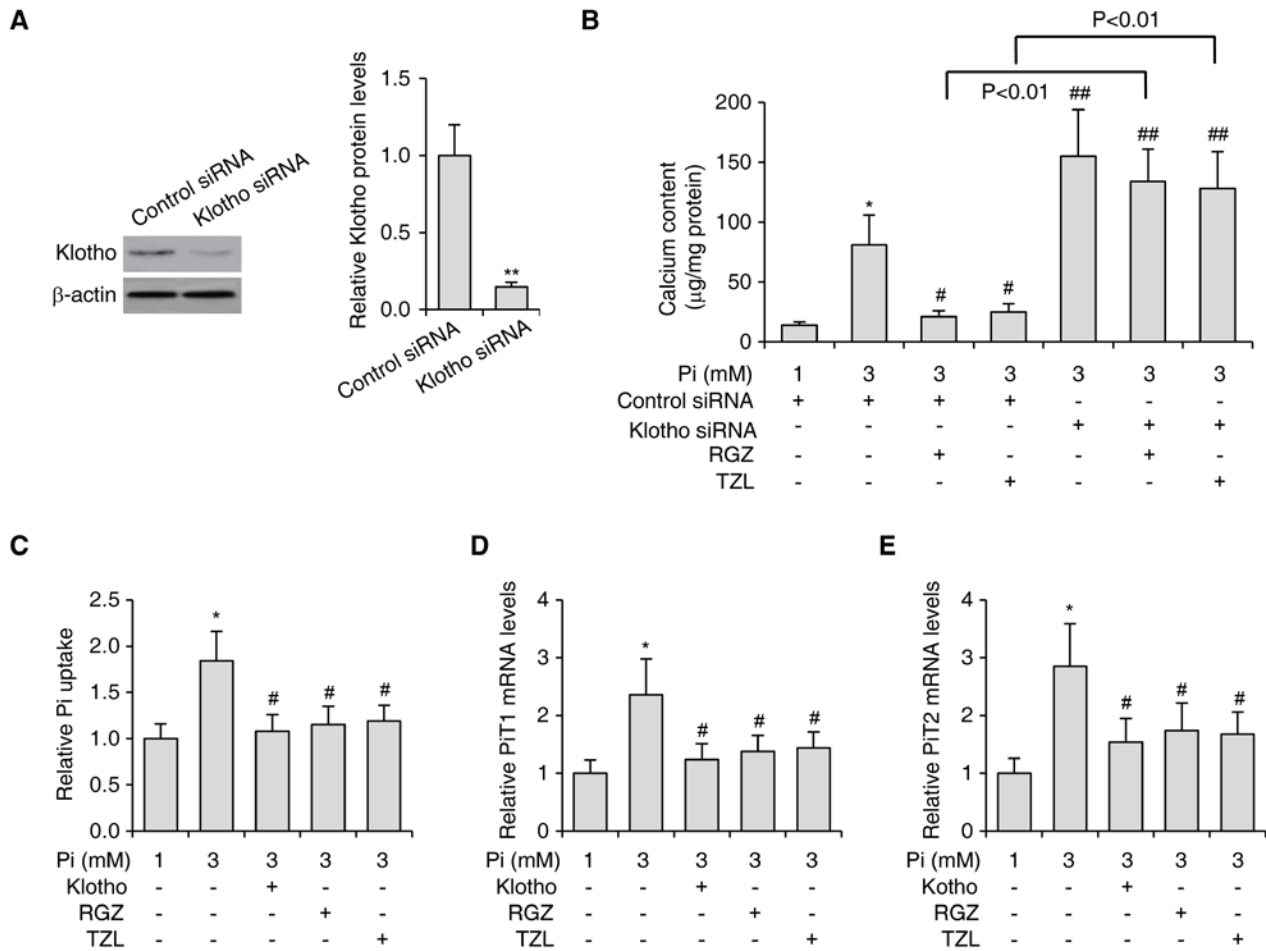 A
Control siRNA
Klotho siRNA
Klotho
β-actin
Relative Klotho protein levels
1.5
1.0
0.5
0.0
**
Control siRNA
Klotho siRNA
B
P<0.01
P<0.01
Calcium content
(μg/mg protein)
200
150
100
50
0
*
#
#
##
##
##
Pi (mM) 1 3 3 3 3 3 3
Control siRNA + + + + - - -
Klotho siRNA - - - - + + +
RGZ - - + - - + -
TZL - - - + - - +
C
Relative Pi uptake
2.5
2.0
1.5
1.0
0.5
0.0
*
#
#
#
Pi (mM) 1 3 3 3 3
Klotho - - + - -
RGZ - - - + -
TZL - - - - +
D
Relative PiT1 mRNA levels
4
3
2
1
0
*
#
#
#
Pi (mM) 1 3 3 3 3
Klotho - - + - -
RGZ - - - + -
TZL - - - - +
E
Relative PiT2 mRNA levels
4
3
2
1
0
*
#
#
#
Pi (mM) 1 3 3 3 3
Kotho - - + - -
RGZ - - - + -
TZL - - - - +